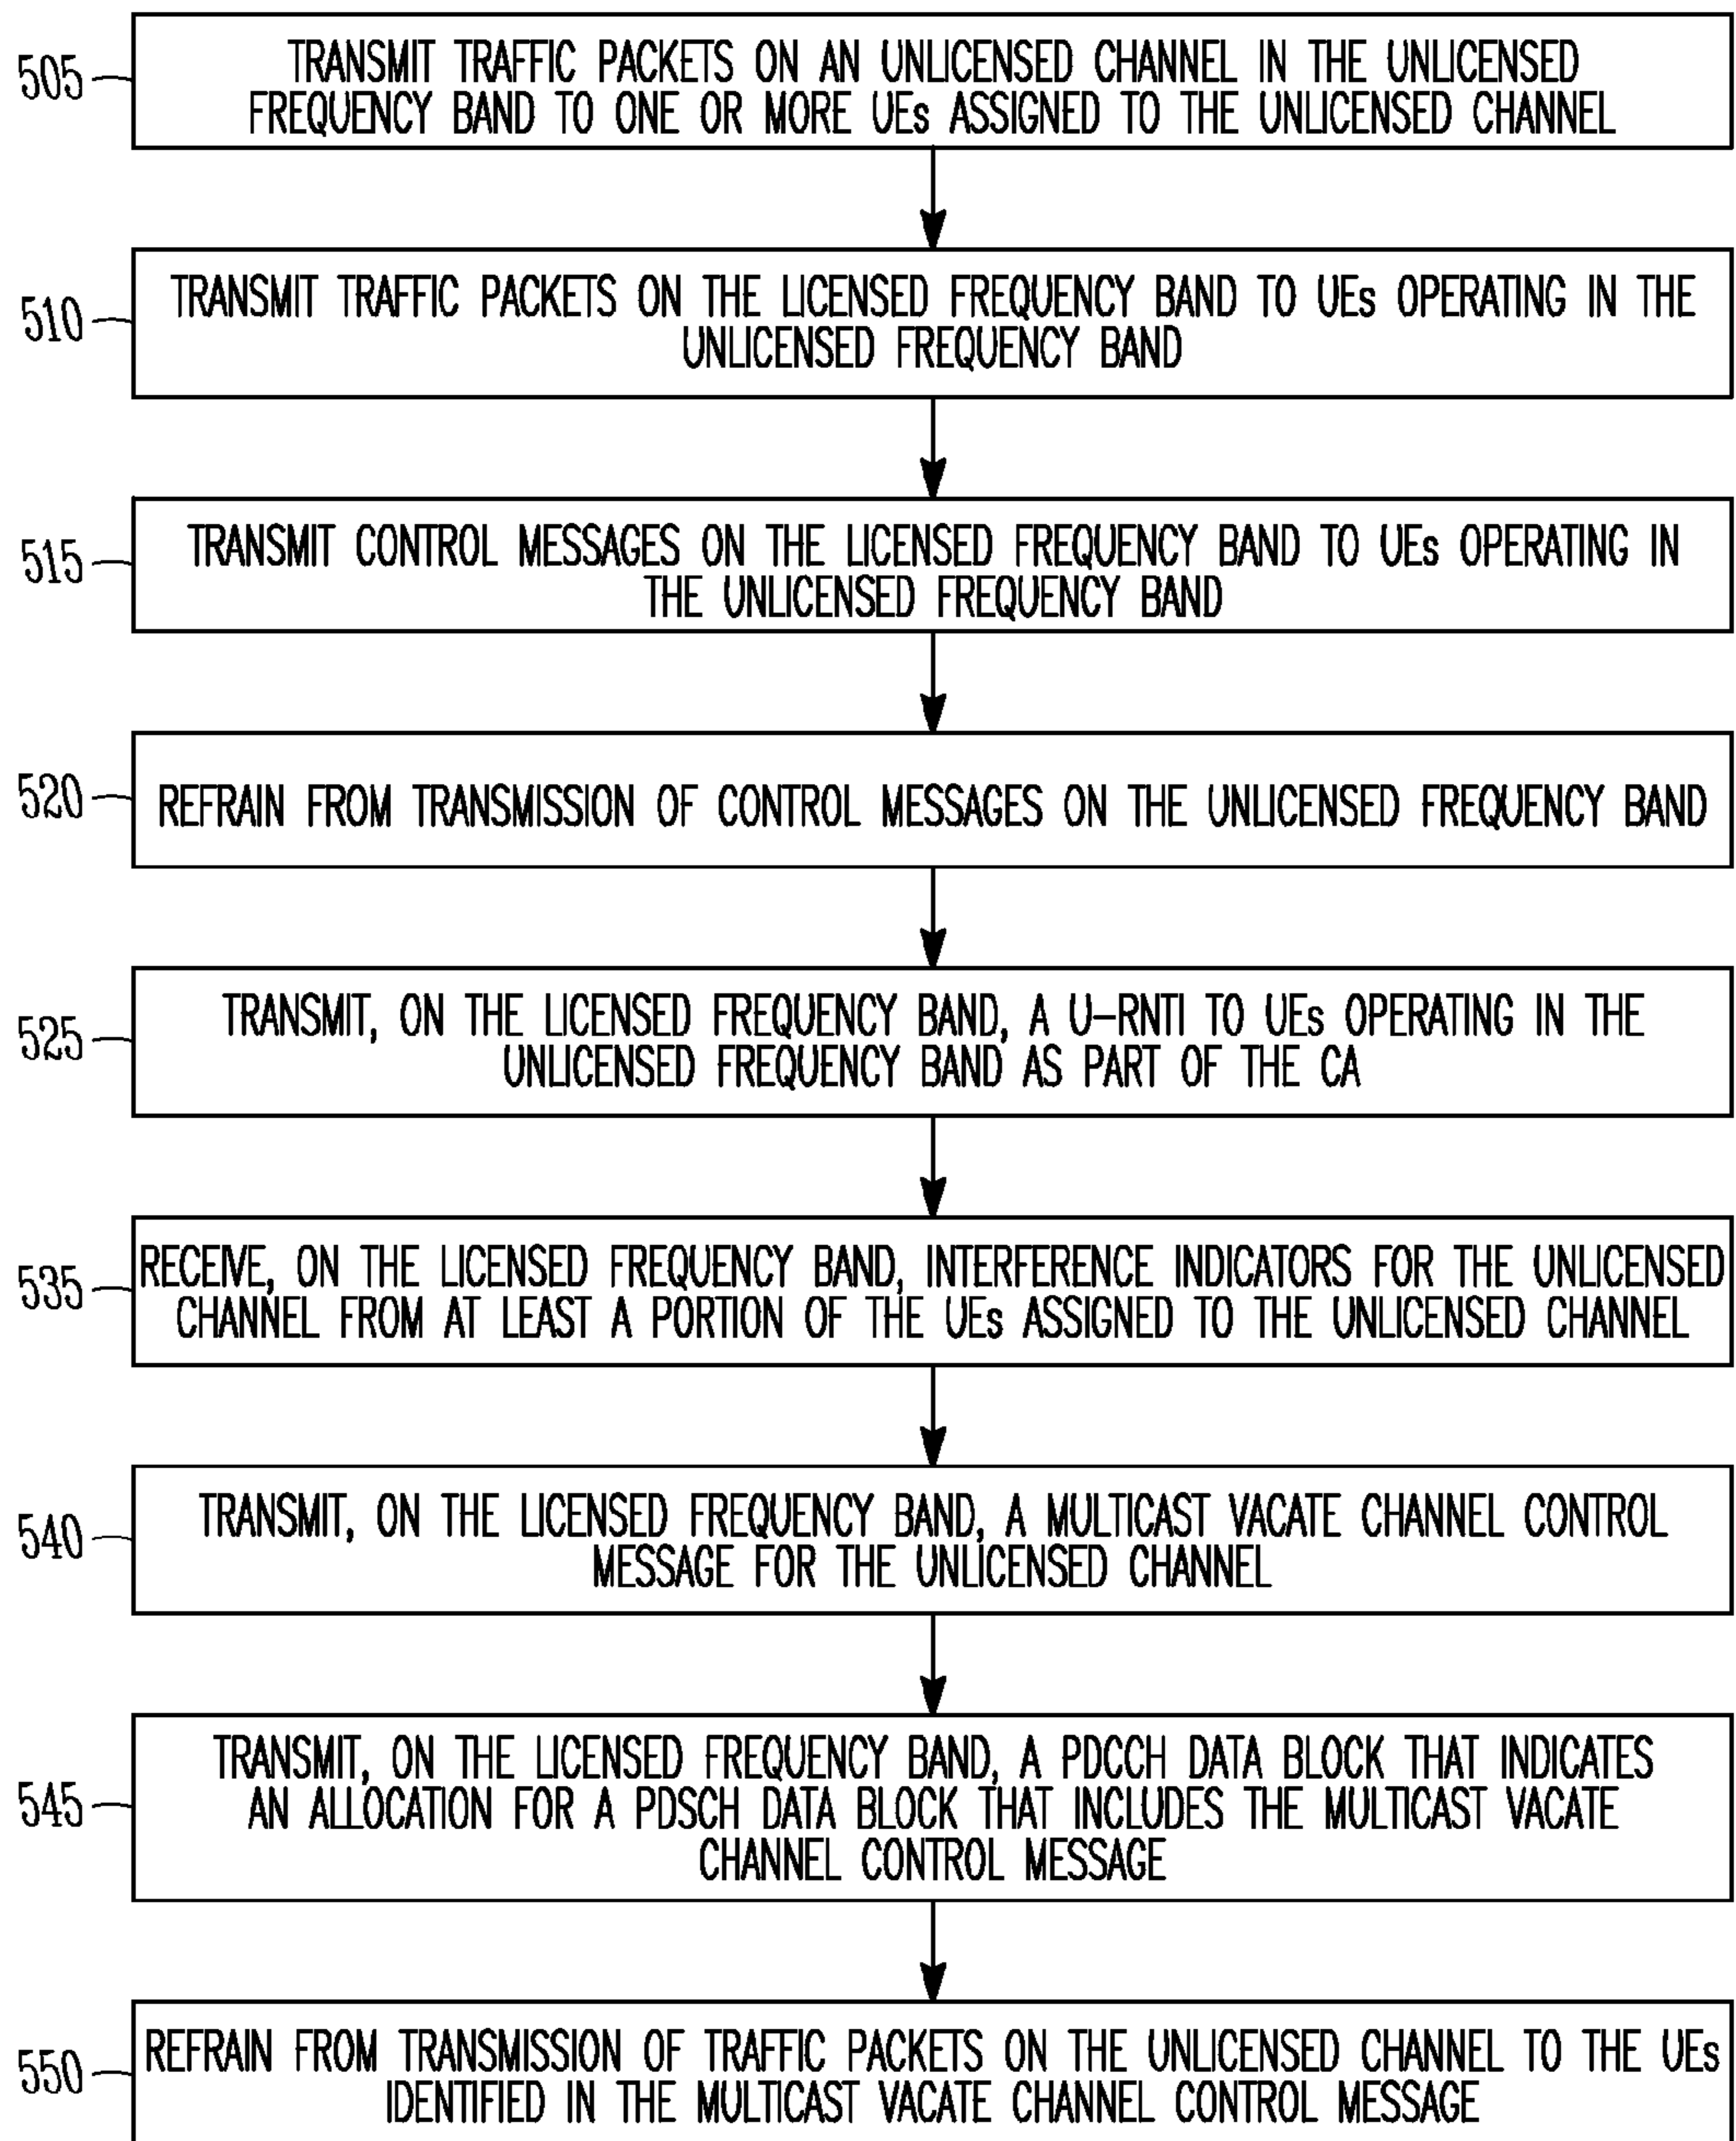 505
TRANSMIT TRAFFIC PACKETS ON AN UNLICENSED CHANNEL IN THE UNLICENSED
FREQUENCY BAND TO ONE OR MORE UEs ASSIGNED TO THE UNLICENSED CHANNEL
510
TRANSMIT TRAFFIC PACKETS ON THE LICENSED FREQUENCY BAND TO UEs OPERATING IN THE
UNLICENSED FREQUENCY BAND
515
TRANSMIT CONTROL MESSAGES ON THE LICENSED FREQUENCY BAND TO UEs OPERATING IN
THE UNLICENSED FREQUENCY BAND
520
REFRAIN FROM TRANSMISSION OF CONTROL MESSAGES ON THE UNLICENSED FREQUENCY BAND
525
TRANSMIT, ON THE LICENSED FREQUENCY BAND, A U-RNTI TO UEs OPERATING IN THE
UNLICENSED FREQUENCY BAND AS PART OF THE CA
535
RECEIVE, ON THE LICENSED FREQUENCY BAND, INTERFERENCE INDICATORS FOR THE UNLICENSED
CHANNEL FROM AT LEAST A PORTION OF THE UEs ASSIGNED TO THE UNLICENSED CHANNEL
540
TRANSMIT, ON THE LICENSED FREQUENCY BAND, A MULTICAST VACATE CHANNEL CONTROL
MESSAGE FOR THE UNLICENSED CHANNEL
545
TRANSMIT, ON THE LICENSED FREQUENCY BAND, A PDCCH DATA BLOCK THAT INDICATES
AN ALLOCATION FOR A PDSCH DATA BLOCK THAT INCLUDES THE MULTICAST VACATE
CHANNEL CONTROL MESSAGE
550
REFRAIN FROM TRANSMISSION OF TRAFFIC PACKETS ON THE UNLICENSED CHANNEL TO THE UEs
IDENTIFIED IN THE MULTICAST VACATE CHANNEL CONTROL MESSAGE